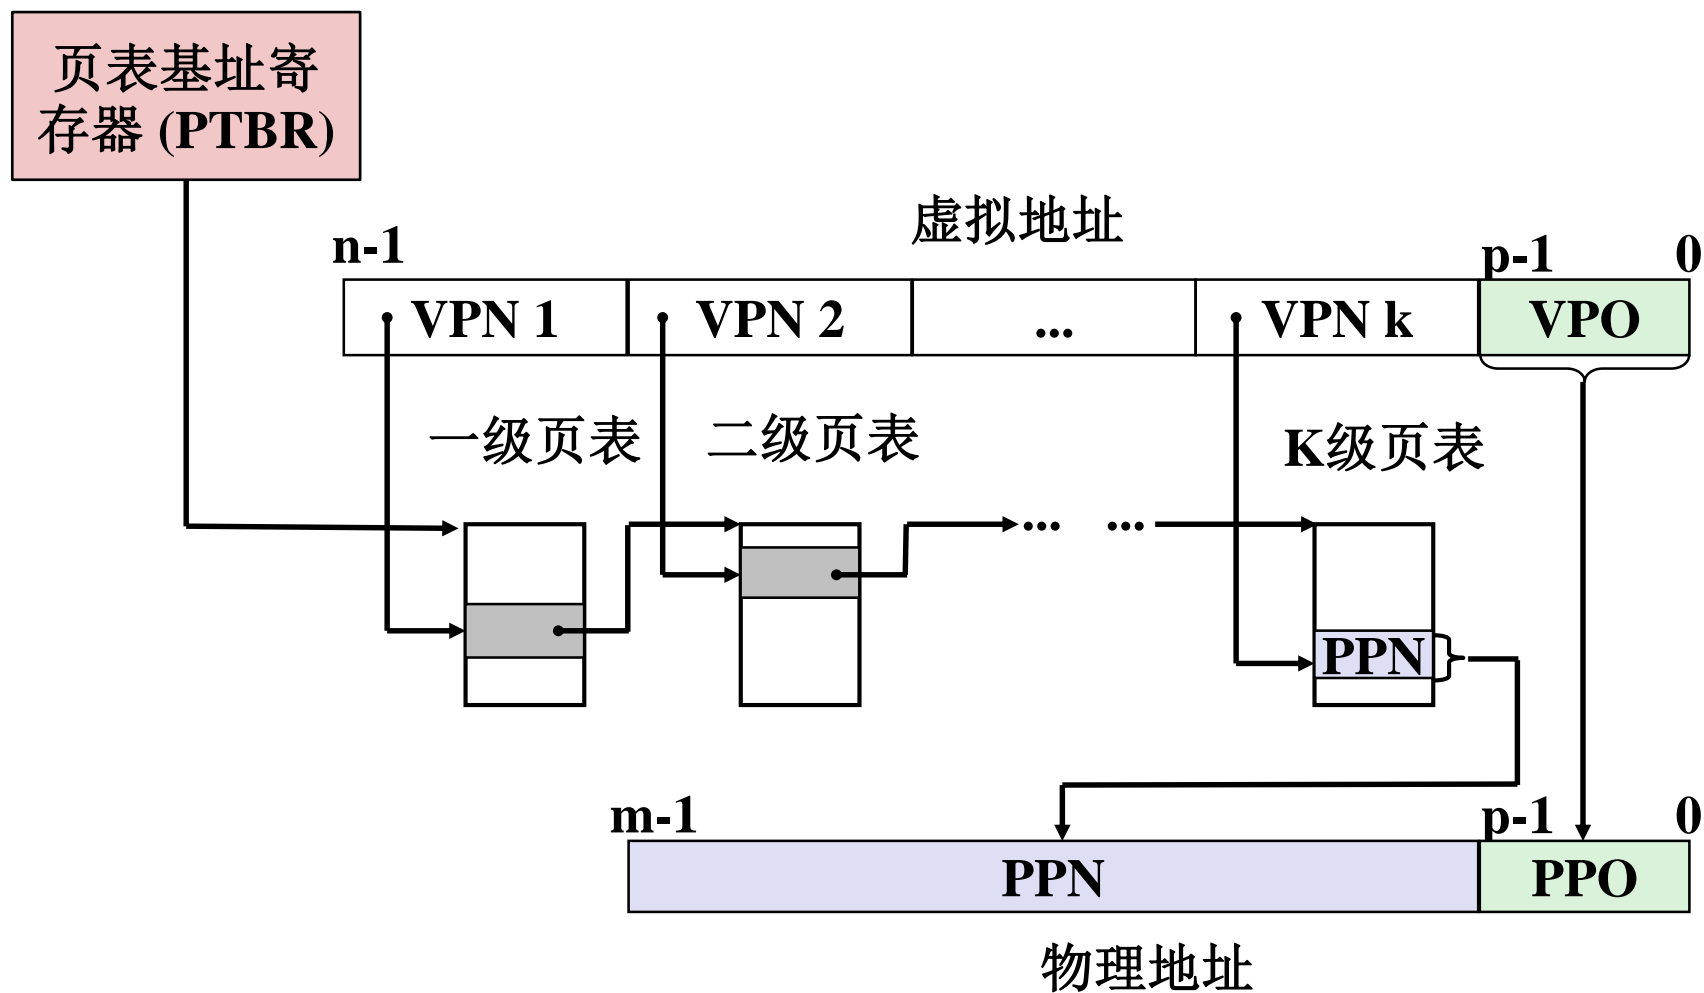 页表基址寄
存器 (PTBR)
虚拟地址
n-1
p-1
0
VPN 1
VPN 2
...
VPN k
VPO
一级页表
二级页表
K级页表
...
...
PPN
m-1
p-1
0
PPN
PPO
物理地址